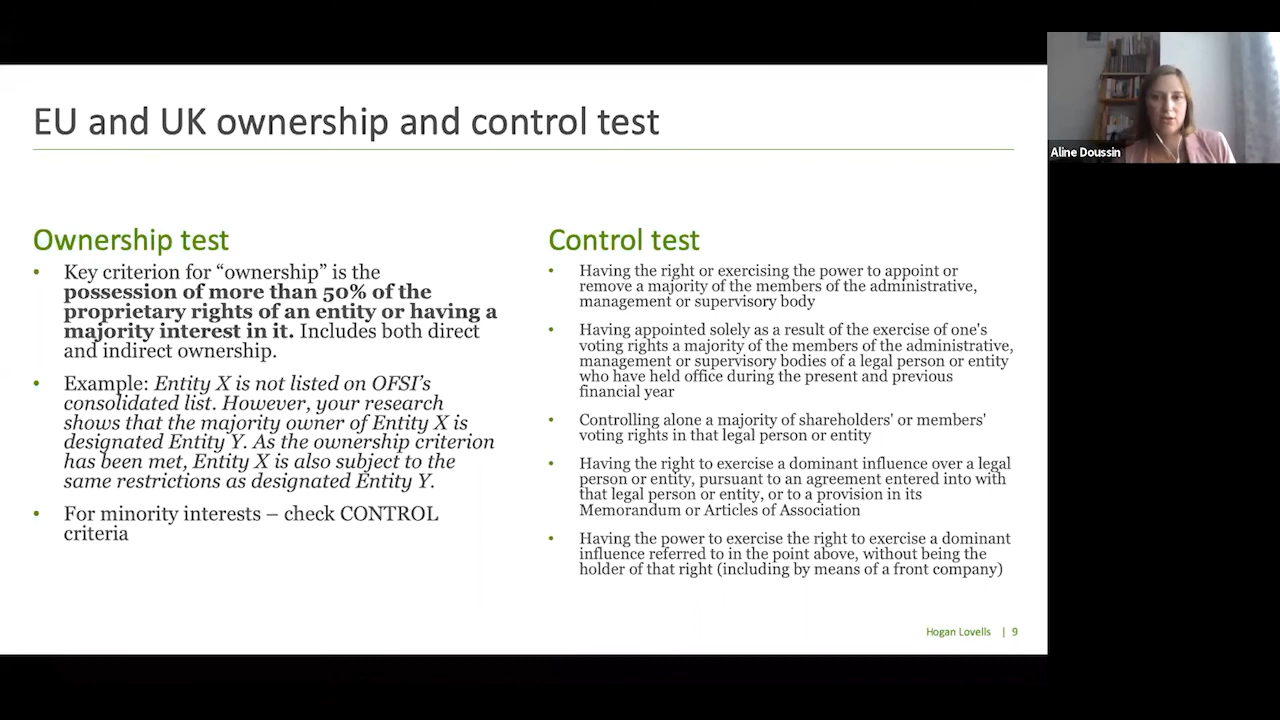 EU and UK ownership and control test
Aline Doussin
Ownership test
• Key criterion for “ownership” is the
possession of more than 50% of the
proprietary rights of an entity or having a
majority interest in it. Includes both direct
and indirect ownership.
• Example: Entity X is not listed on OFSI’s
consolidated list. However, your research
shows that the majority owner of Entity X is
designated Entity Y. As the ownership criterion
has been met, Entity X is also subject to the
same restrictions as designated Entity Y.
• For minority interests – check CONTROL
criteria
Control test
• Having the right or exercising the power to appoint or
remove a majority of the members of the administrative,
management or supervisory body
• Having appointed solely as a result of the exercise of one's
voting rights a majority of the members of the administrative,
management or supervisory bodies of a legal person or entity
who have held office during the present and previous
financial year
• Controlling alone a majority of shareholders' or members'
voting rights in that legal person or entity
• Having the right to exercise a dominant influence over a legal
person or entity, pursuant to an agreement entered into with
that legal person or entity, or to a provision in its
Memorandum or Articles of Association
• Having the power to exercise the right to exercise a dominant
influence referred to in the point above, without being the
holder of that right (including by means of a front company)
Hogan Lovells | 9